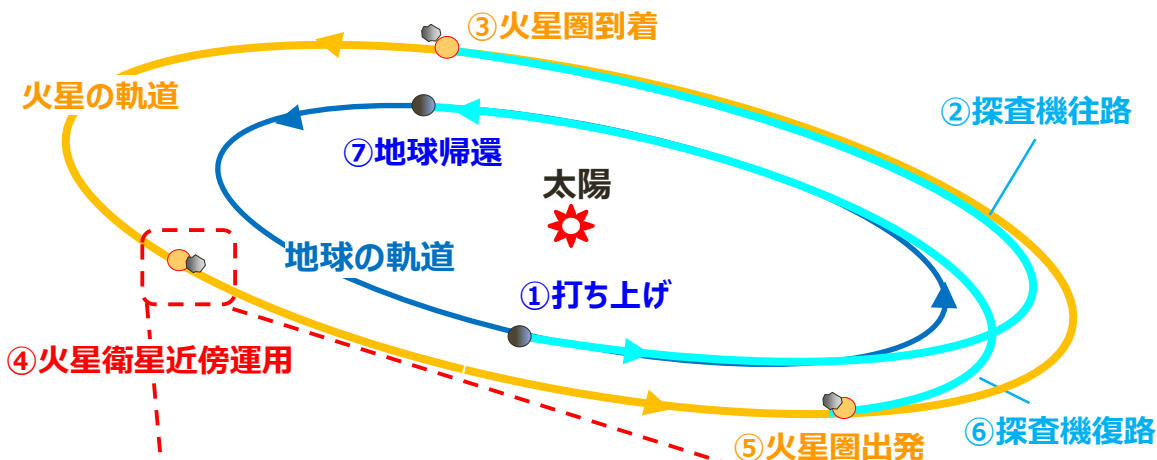 ③火星圏到着
火星の軌道
②探査機往路
⑦地球帰還
太陽
地球の軌道
①打ち上げ
④火星衛星近傍運用
⑤火星圏出発
⑥探査機復路